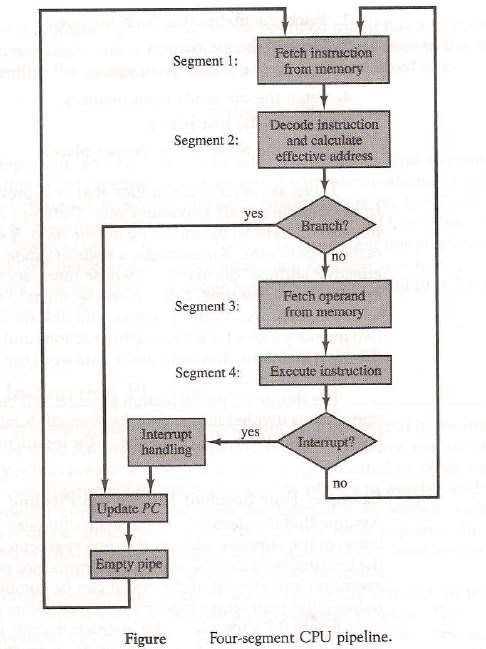 Segment 1:
Fetch instruction
from memory
Segment 2:
Decode instruction
and calculate
effective address
yes
Branch?
no
Segment 3:
Fetch operand
from memory
Segment 4:
Execute instruction
Interrupt
handling
yes
Interrupt?
no
Update PC
Empty pipe
Figure Four-segment CPU pipeline.